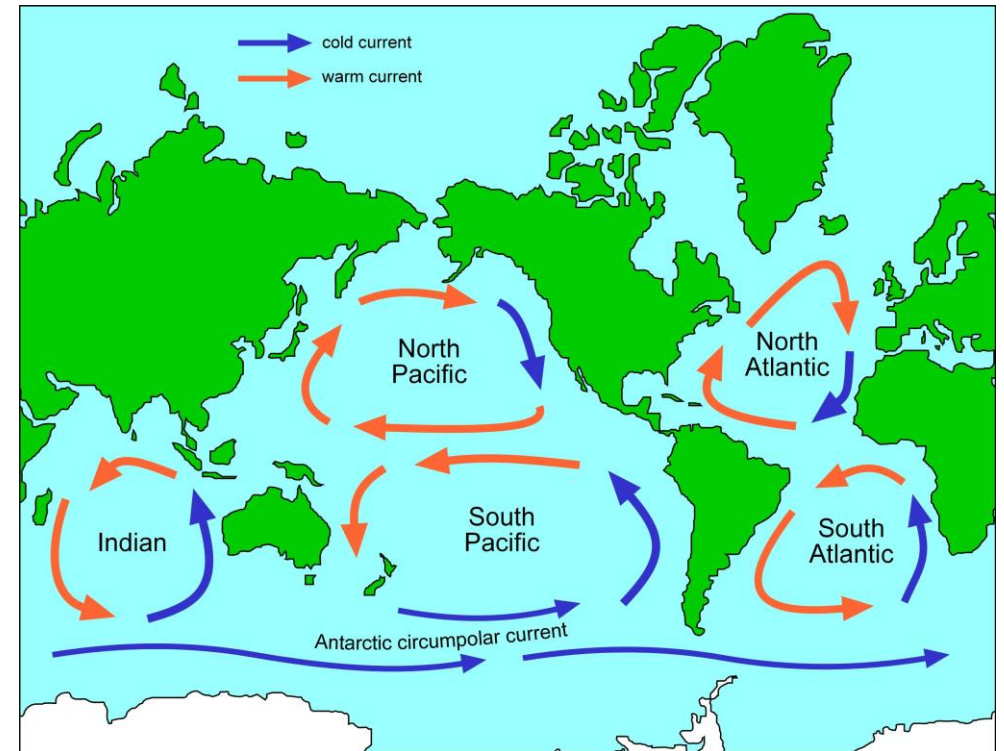 cold current
warm current
North
Pacific
North
Atlantic
Indian
South
Pacific
South
Atlantic
Antarctic circumpolar current